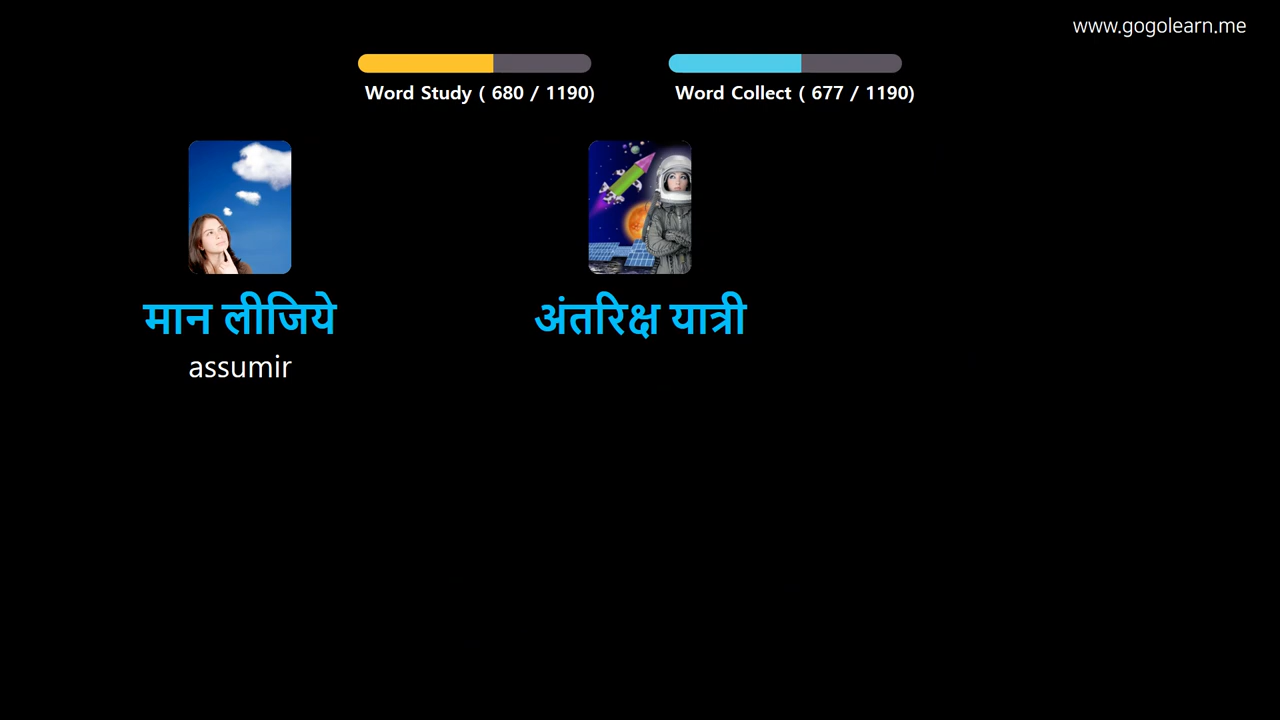 www.gogolearn.me
Word Study ( 680 / 1190)
Word Collect ( 677 / 1190)
मान लीजिये
अंतरिक्ष यात्री
assumir